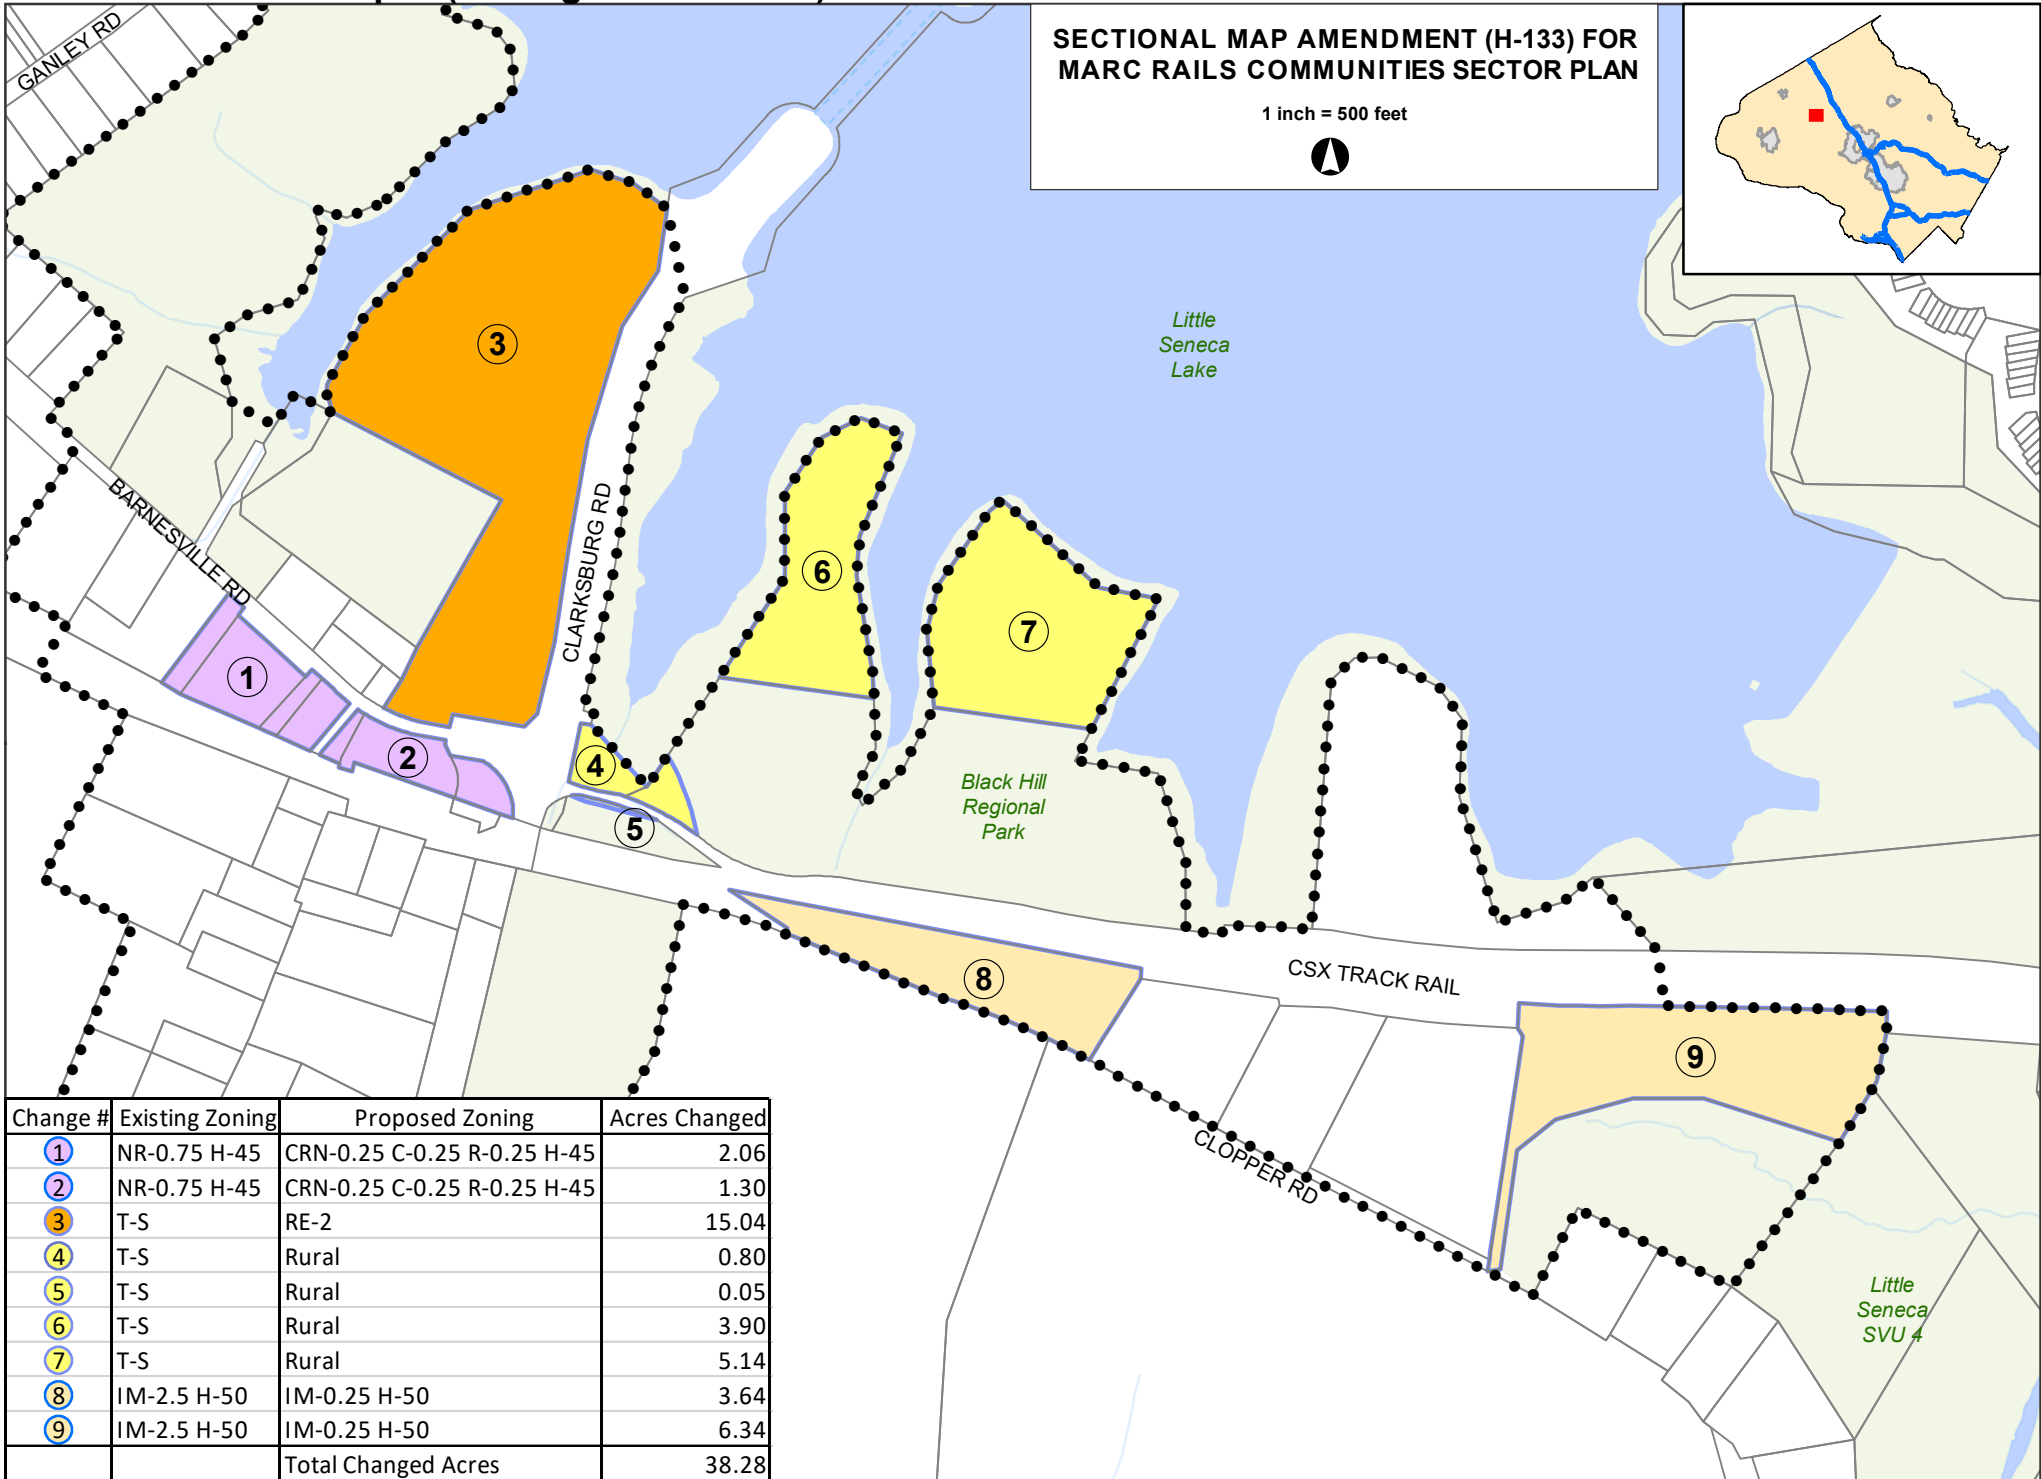 SECTIONAL MAP AMENDMENT (H-133) FOR
MARC RAILS COMMUNITIES SECTOR PLAN
1 inch = 500 feet
GANLEY RD
3
Little
Seneca
Lake
BARNESVILLE RD
CLARKSBURG RD
6
7
1
2
4
5
Black Hill
Regional
Park
8
CSX TRACK RAIL
9
CLOPPER RD
Little
Seneca
SVU 4
Change # Existing Zoning Proposed Zoning Acres Changed
1 NR-0.75 H-45 CRN-0.25 C-0.25 R-0.25 H-45 2.06
2 NR-0.75 H-45 CRN-0.25 C-0.25 R-0.25 H-45 1.30
3 T-S RE-2 15.04
4 T-S Rural 0.80
5 T-S Rural 0.05
6 T-S Rural 3.90
7 T-S Rural 5.14
8 IM-2.5 H-50 IM-0.25 H-50 3.64
9 IM-2.5 H-50 IM-0.25 H-50 6.34
Total Changed Acres 38.28